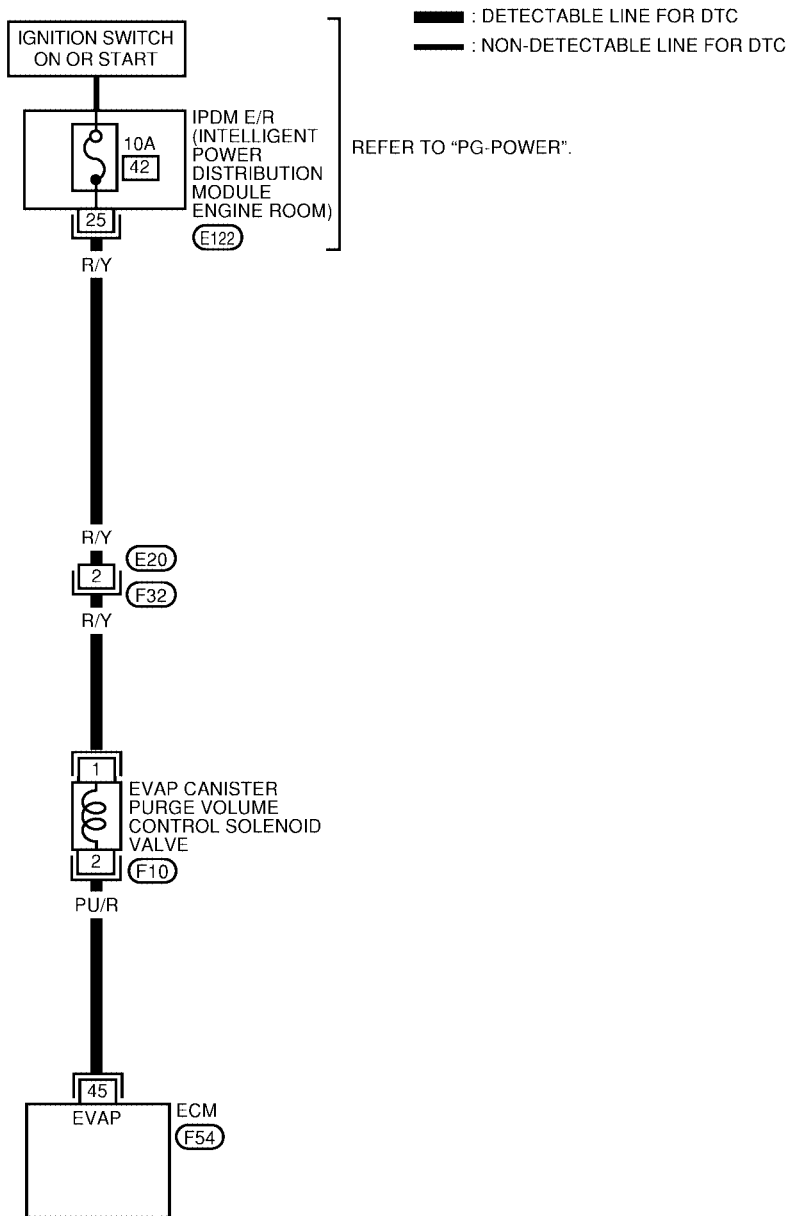 : DETECTABLE LINE FOR DTC
: NON-DETECTABLE LINE FOR DTC
IGNITION SWITCH
ON OR START
10A
42
IPDM E/R
(INTELLIGENT
POWER
DISTRIBUTION
MODULE
ENGINE ROOM)
E122
REFER TO “PG-POWER”.
25
R/Y
R/Y
E20
2
F32
R/Y
1
EVAP CANISTER
PURGE VOLUME
CONTROL SOLENOID
VALVE
2
F10
PU/R
45
EVAP
ECM
F54